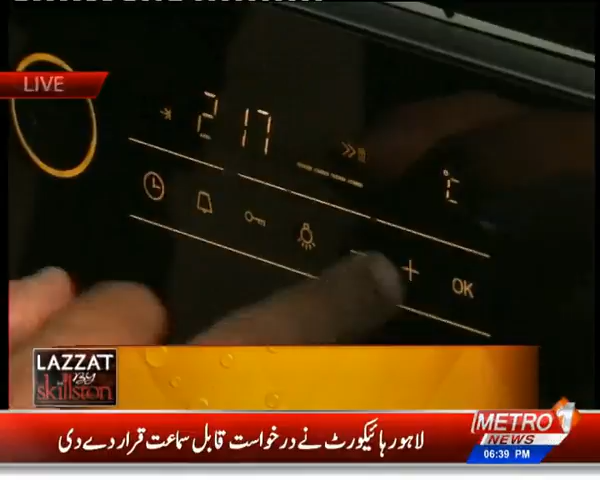 LIVE
217
°C
OK
LAZZAT
BY
skillston
لاہور ہائیکورٹ نے درخواست قابل سماعت قرار دے دی
METRO 1
NEWS
06:39 PM